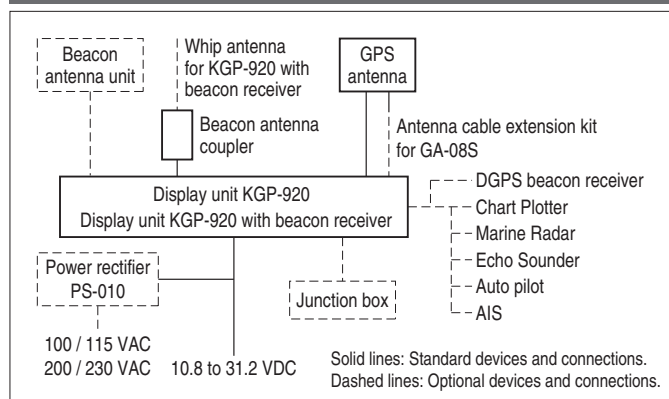 Beacon
antenna unit
Whip antenna
for KGP-920 with
beacon receiver
GPS
antenna
Beacon antenna
coupler
Antenna cable extension kit
for GA-08S
Display unit KGP-920
Display unit KGP-920 with beacon receiver
DGPS beacon receiver
Chart Plotter
Marine Radar
Echo Sounder
Auto pilot
AIS
Power rectifier
PS-010
Junction box
100 / 115 VAC
200 / 230 VAC
10.8 to 31.2 VDC
Solid lines: Standard devices and connections.
Dashed lines: Optional devices and connections.